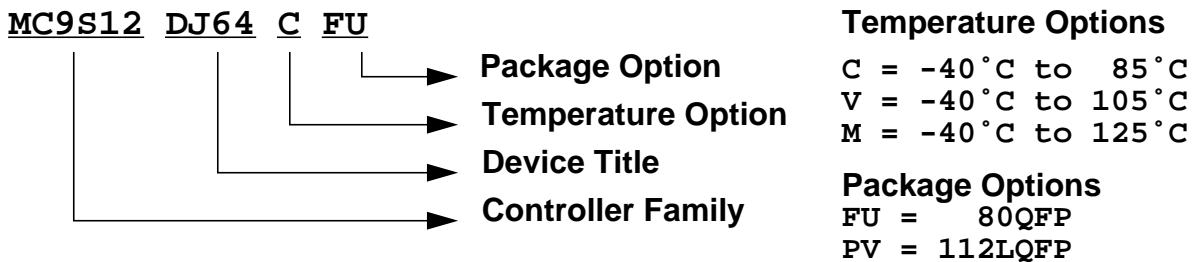 MC9S12 DJ64 C FU
Package Option
Temperature Option
Device Title
Controller Family
Temperature Options
C = -40˚C to 85˚C
V = -40˚C to 105˚C
M = -40˚C to 125˚C
Package Options
FU = 80QFP
PV = 112LQFP